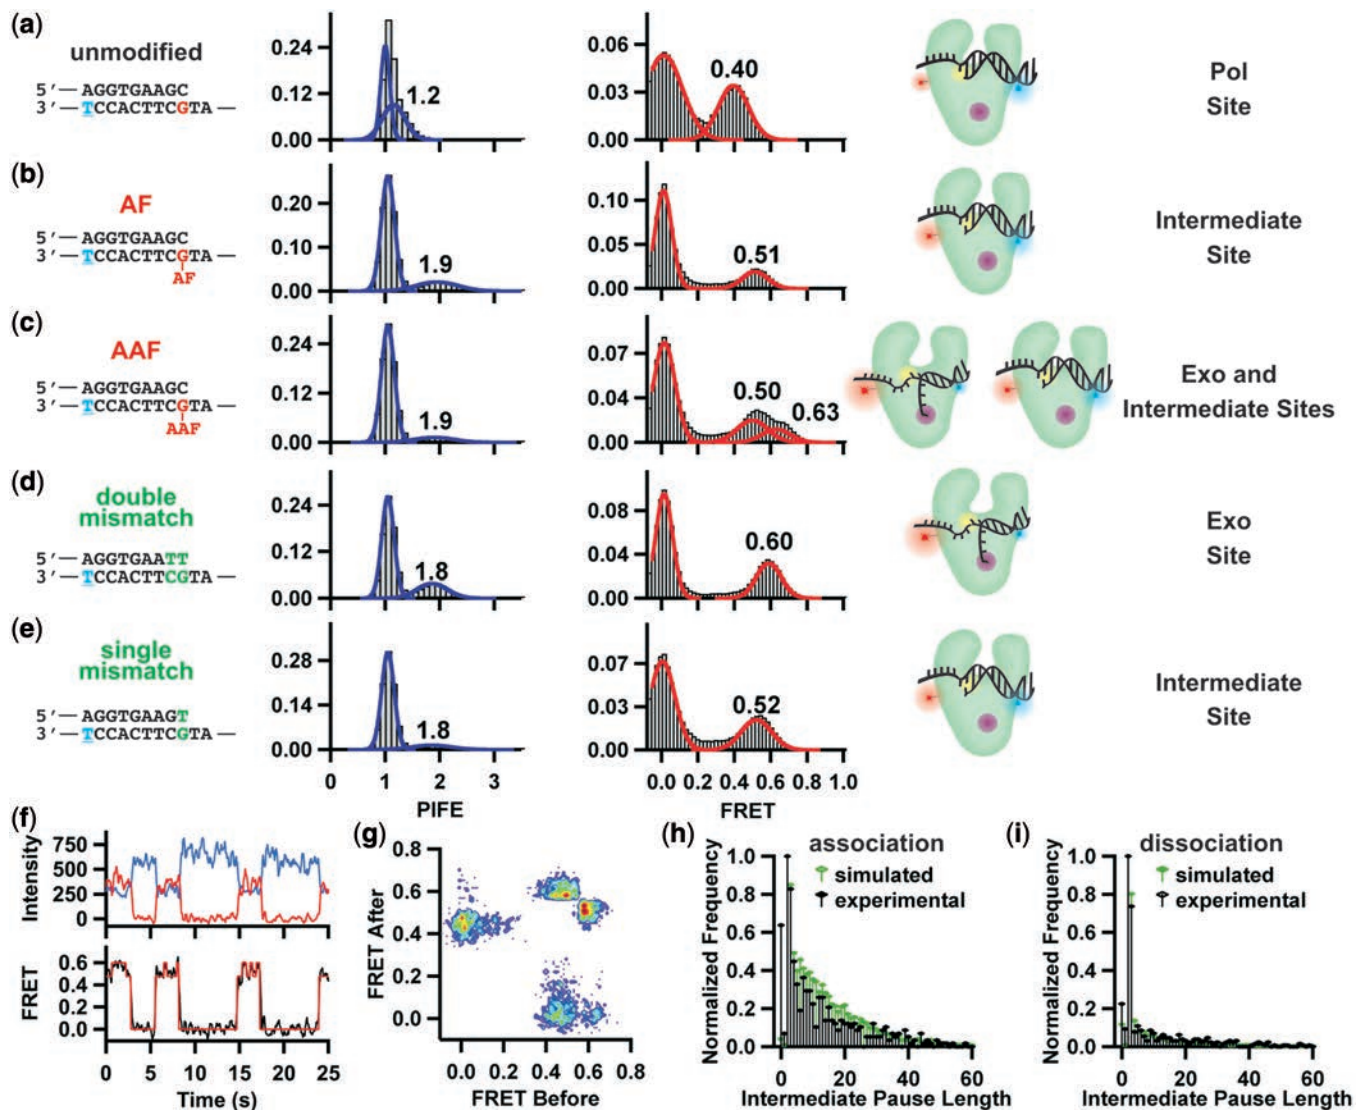 (a)
unmodified
5′— AGGTGAAGC
3′— TCCACTTCGTA —
0.24
0.12
0.00
1.2
0.06
0.03
0.00
0.40
Pol
Site
(b)
AF
5′— AGGTGAAGC
3′— TCCACTTCGTA —
AF
0.20
0.10
0.00
1.9
0.10
0.05
0.00
0.51
Intermediate
Site
(c)
AAF
5′— AGGTGAAGC
3′— TCCACTTCGTA —
AAF
0.24
0.12
0.00
1.9
0.07
0.04
0.00
0.50
0.63
Exo and
Intermediate Sites
(d)
double
mismatch
5′— AGGTGAATT
3′— TCCACTTCGTA —
0.24
0.12
0.00
1.8
0.08
0.04
0.00
0.60
Exo
Site
(e)
single
mismatch
5′— AGGTGAAGT
3′— TCCACTTCGTA —
0.28
0.14
0.00
1.8
0 1 2 3
PIFE
0.07
0.03
0.00
0.52
0.0 0.2 0.4 0.6 0.8 1.0
FRET
Intermediate
Site
(f)
Intensity
750
500
250
0
FRET
0.6
0.4
0.2
0.0
0 5 10 15 20 25
Time (s)
(g)
FRET After
0.8
0.6
0.4
0.2
0.0
0.0 0.2 0.4 0.6 0.8
FRET Before
(h)
association
simulated
experimental
Normalized Frequency
1.0
0.8
0.6
0.4
0.2
0.0
0 20 40 60
Intermediate Pause Length
(i)
dissociation
simulated
experimental
Normalized Frequency
1.0
0.8
0.6
0.4
0.2
0.0
0 20 40 60
Intermediate Pause Length